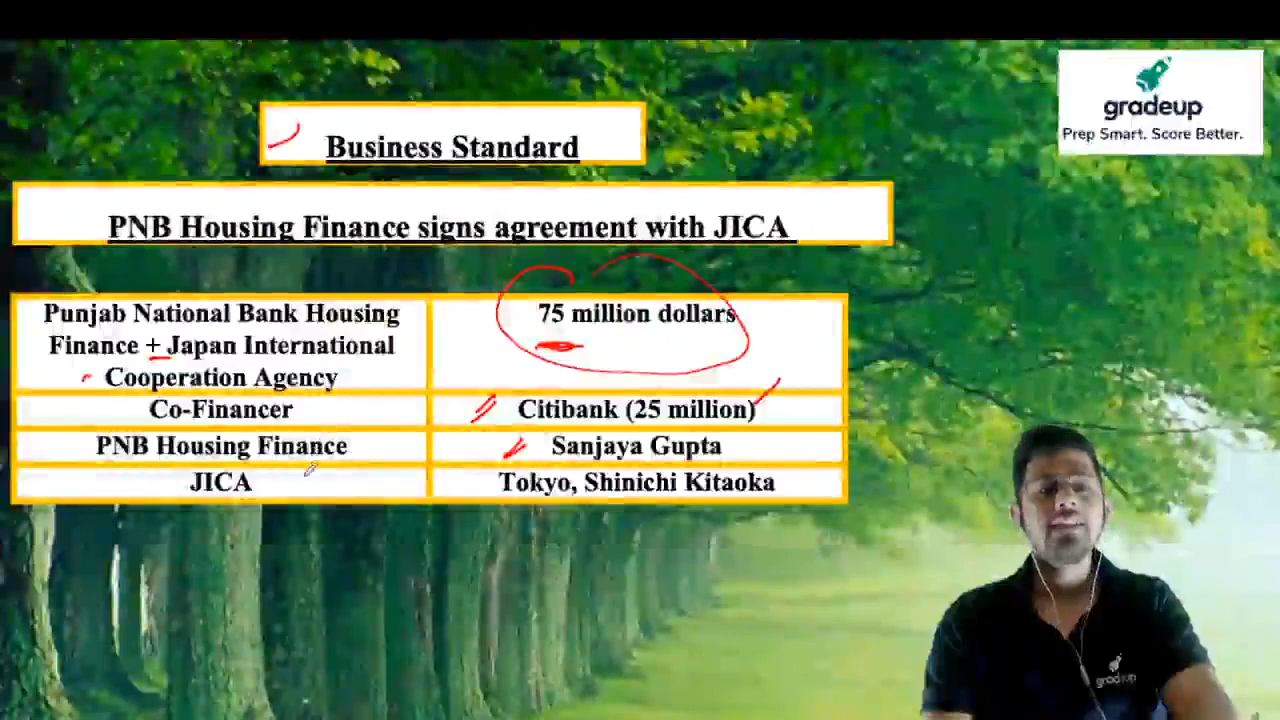 gradeup
Prep Smart. Score Better.
Business Standard
PNB Housing Finance signs agreement with JICA
Punjab National Bank Housing
Finance + Japan International
Cooperation Agency
75 million dollars
Co-Financer
Citibank (25 million)
PNB Housing Finance
Sanjaya Gupta
JICA
Tokyo, Shinichi Kitaoka
gradeup